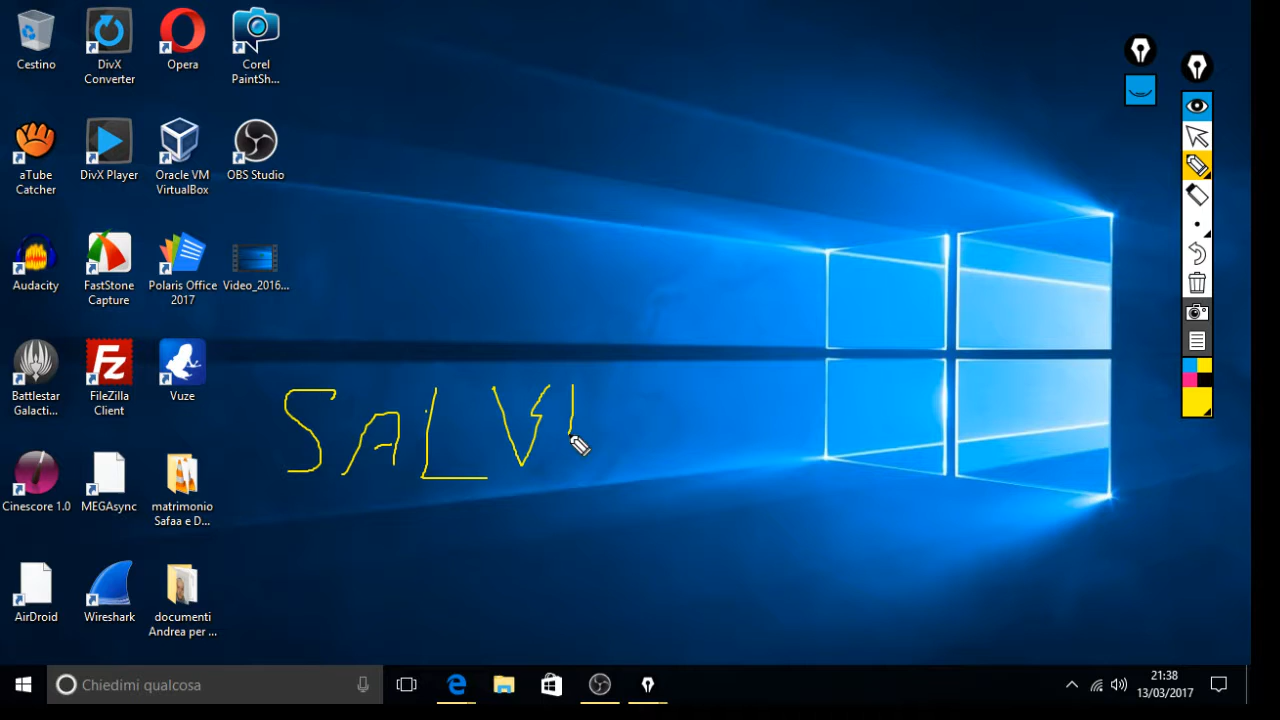 Cestino
DivX Converter
Opera
Corel PaintSh...
aTube Catcher
DivX Player
Oracle VM VirtualBox
OBS Studio
Audacity
FastStone Capture
Polaris Office 2017
Video_2016...
Battlestar Galacti...
FileZilla Client
Vuze
Cinescore 1.0
MEGAsync
matrimonio Safaa e D...
AirDroid
Wireshark
documenti Andrea per ...
SALV
Chiedimi qualcosa
21:38
13/03/2017